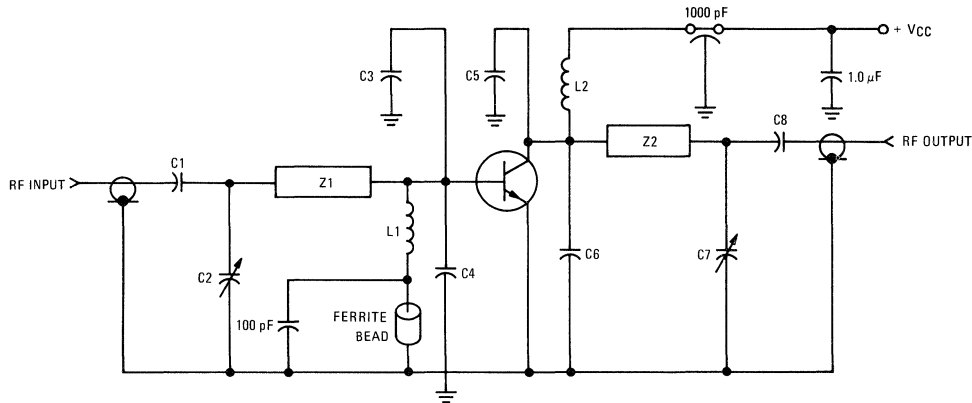 1000 pF
+ VCC
C3
C5
L2
1.0 μF
C8
RF OUTPUT
Z2
C1
RF INPUT
Z1
L1
C2
C4
C6
C7
100 pF
FERRITE
BEAD